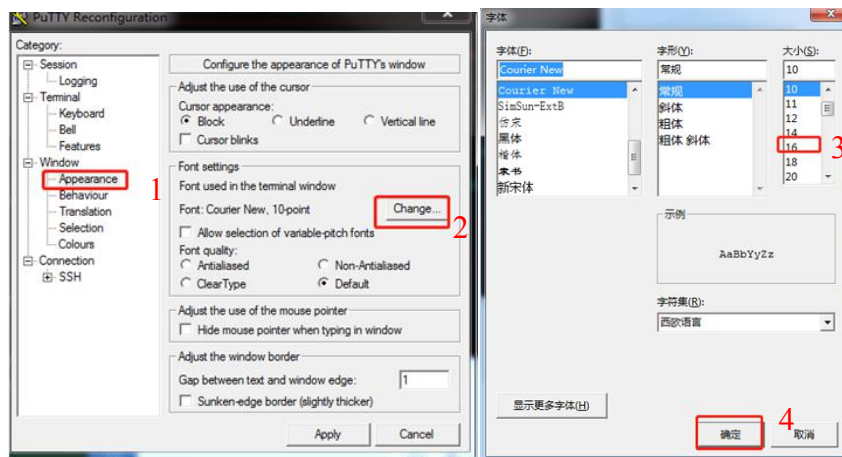 PuTTY Reconfiguration
Category:
Session
Logging
Terminal
Keyboard
Bell
Features
Window
Appearance
Behaviour
Translation
Selection
Colours
Connection
SSH
1
Configure the appearance of PuTTY's window
Adjust the use of the cursor
Cursor appearance:
Block Underline Vertical line
Cursor blinks
Font settings
Font used in the terminal window
Font: Courier New, 10-point Change...
2
Allow selection of variable-pitch fonts
Font quality:
Antialiased Non-Antialiased
ClearType Default
Adjust the use of the mouse pointer
Hide mouse pointer when typing in window
Adjust the window border
Gap between text and window edge: 1
Sunken-edge border (slightly thicker)
Apply Cancel
字体
字体(F):
Courier New
Courier New
SimSun-ExtB
仿宋
黑体
楷体
隶书
新宋体
字形(Y):
常规
常规
斜体
粗体
粗体 斜体
大小(S):
10
10
11
12
14
16
18
20
3
示例
AaBbYyZz
字符集(R):
西欧语言
显示更多字体(H)
4
确定 取消